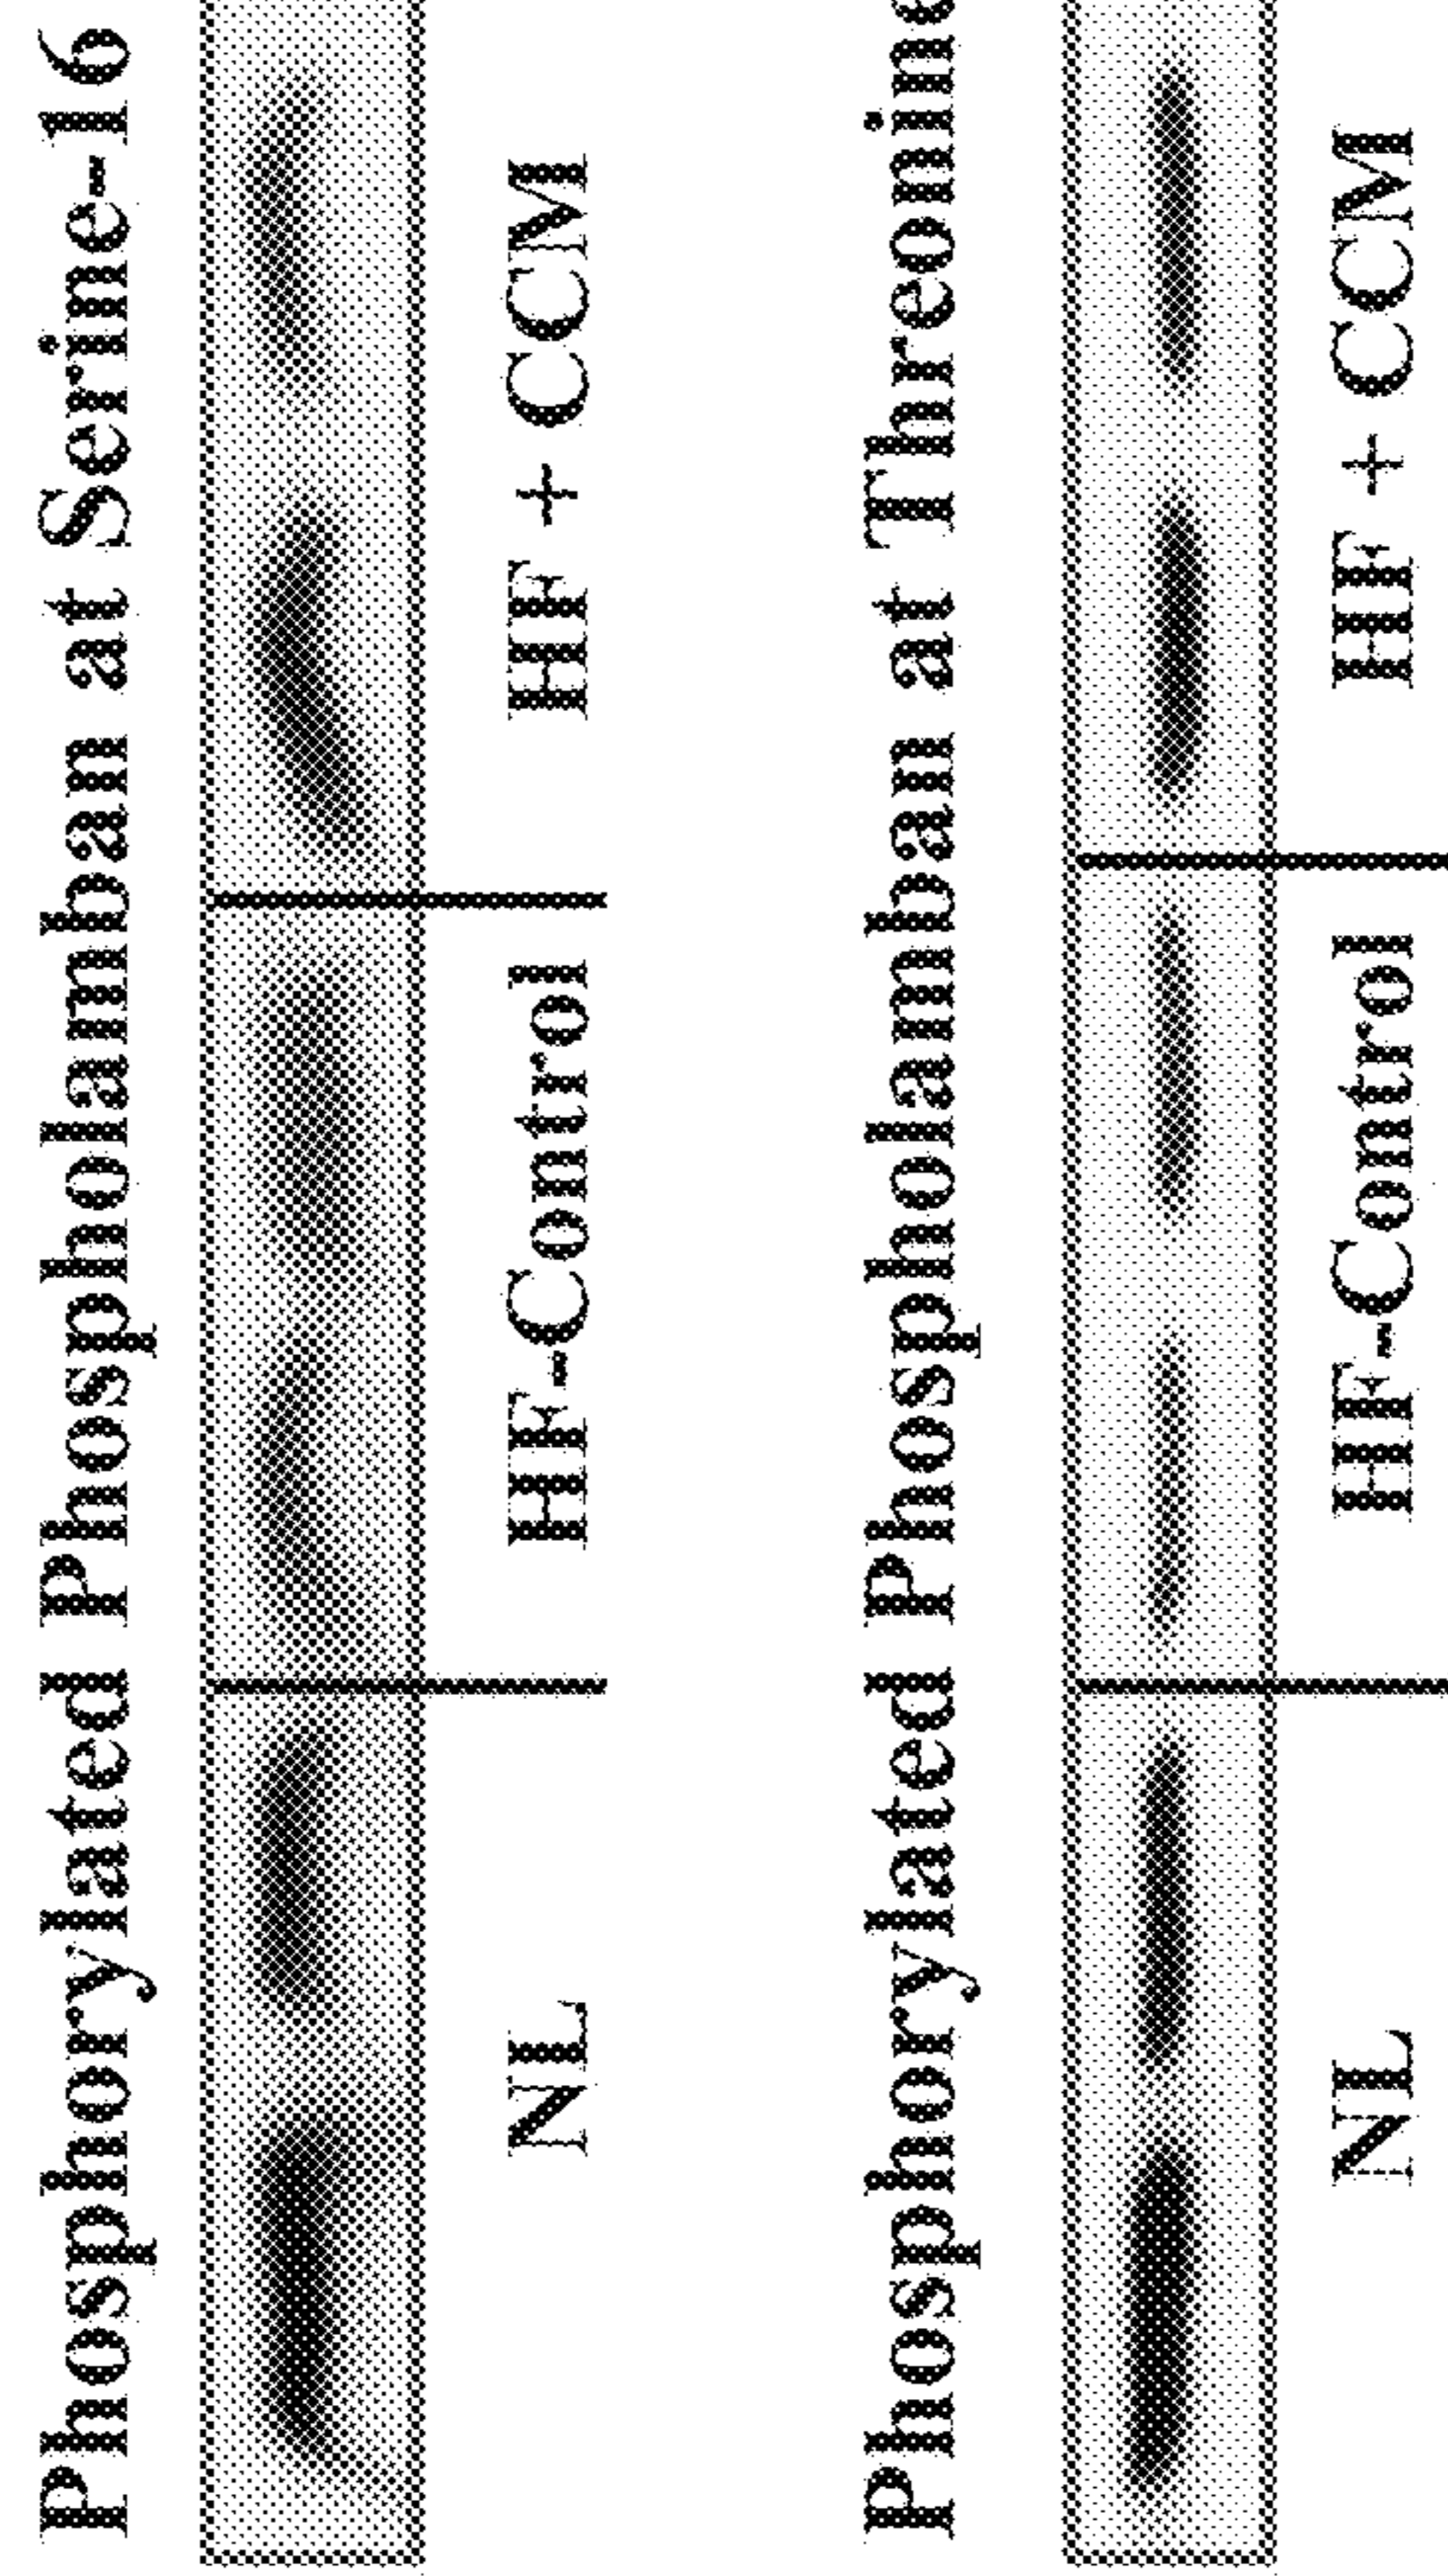 Phosphorylated Phospholamban at Serine-16
NL HF-Control HF + CCM
Phosphorylated Phospholamban at Threonine
NL HF-Control HF + CCM